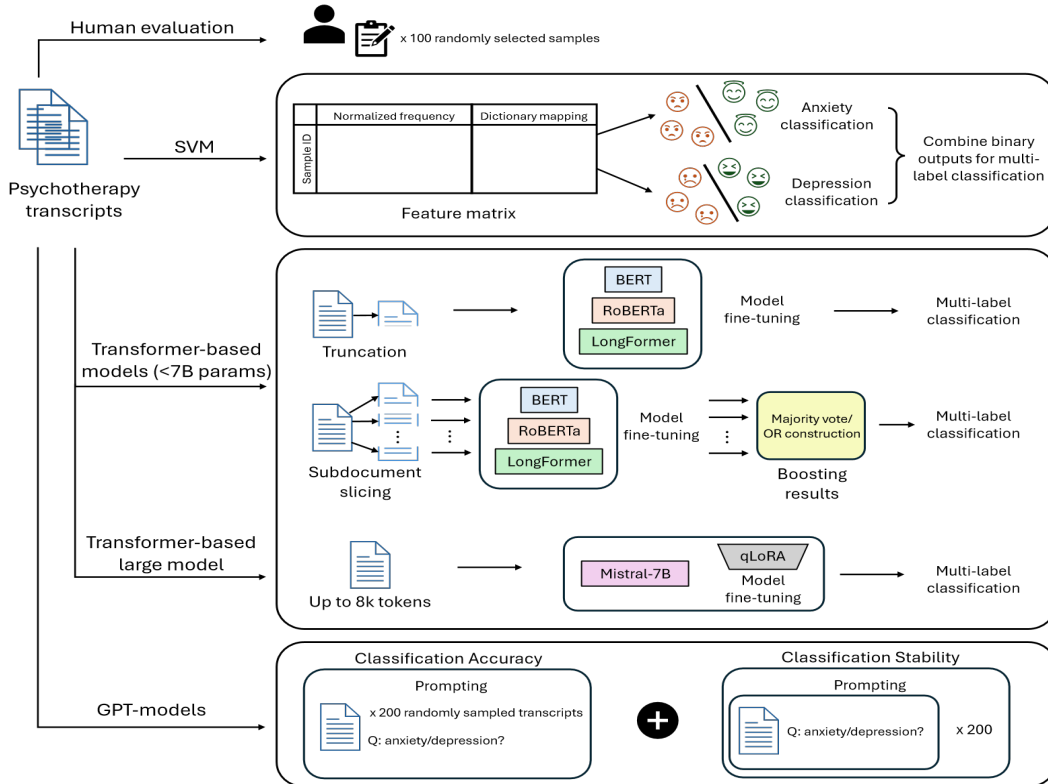 Human evaluation
x 100 randomly selected samples
Psychotherapy
transcripts
SVM
Normalized frequency
Dictionary mapping
Sample ID
Feature matrix
Anxiety
classification
Depression
classification
Combine binary
outputs for multi-
label classification
Transformer-based
models (<7B params)
Truncation
BERT
RoBERTa
LongFormer
Model
fine-tuning
Multi-label
classification
Subdocument
slicing
BERT
RoBERTa
LongFormer
Model
fine-tuning
Majority vote/
OR construction
Boosting
results
Multi-label
classification
Transformer-based
large model
Up to 8k tokens
Mistral-7B
qLoRA
Model
fine-tuning
Multi-label
classification
GPT-models
Classification Accuracy
Prompting
x 200 randomly sampled transcripts
Q: anxiety/depression?
Classification Stability
Prompting
Q: anxiety/depression?
x 200